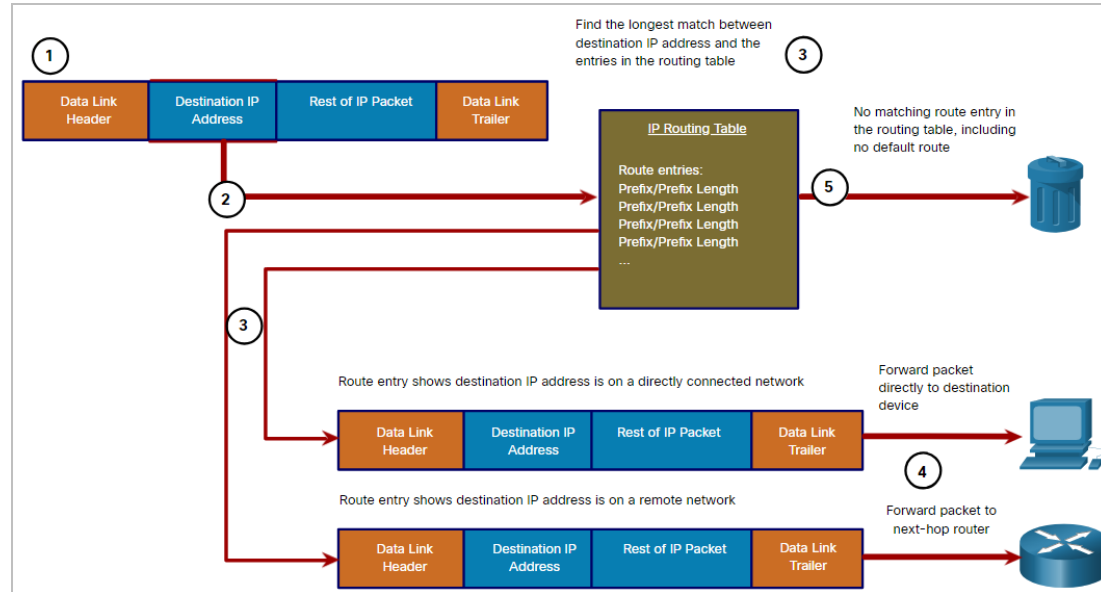 Find the longest match between
destination IP address and the
entries in the routing table
3
1
Data Link
Header
Destination IP
Address
Rest of IP Packet
Data Link
Trailer
IP Routing Table
Route entries:
Prefix/Prefix Length
Prefix/Prefix Length
Prefix/Prefix Length
Prefix/Prefix Length
...
No matching route entry in
the routing table, including
no default route
2
5
3
Route entry shows destination IP address is on a directly connected network
Data Link
Header
Destination IP
Address
Rest of IP Packet
Data Link
Trailer
Forward packet
directly to destination
device
4
Route entry shows destination IP address is on a remote network
Data Link
Header
Destination IP
Address
Rest of IP Packet
Data Link
Trailer
Forward packet to
next-hop router